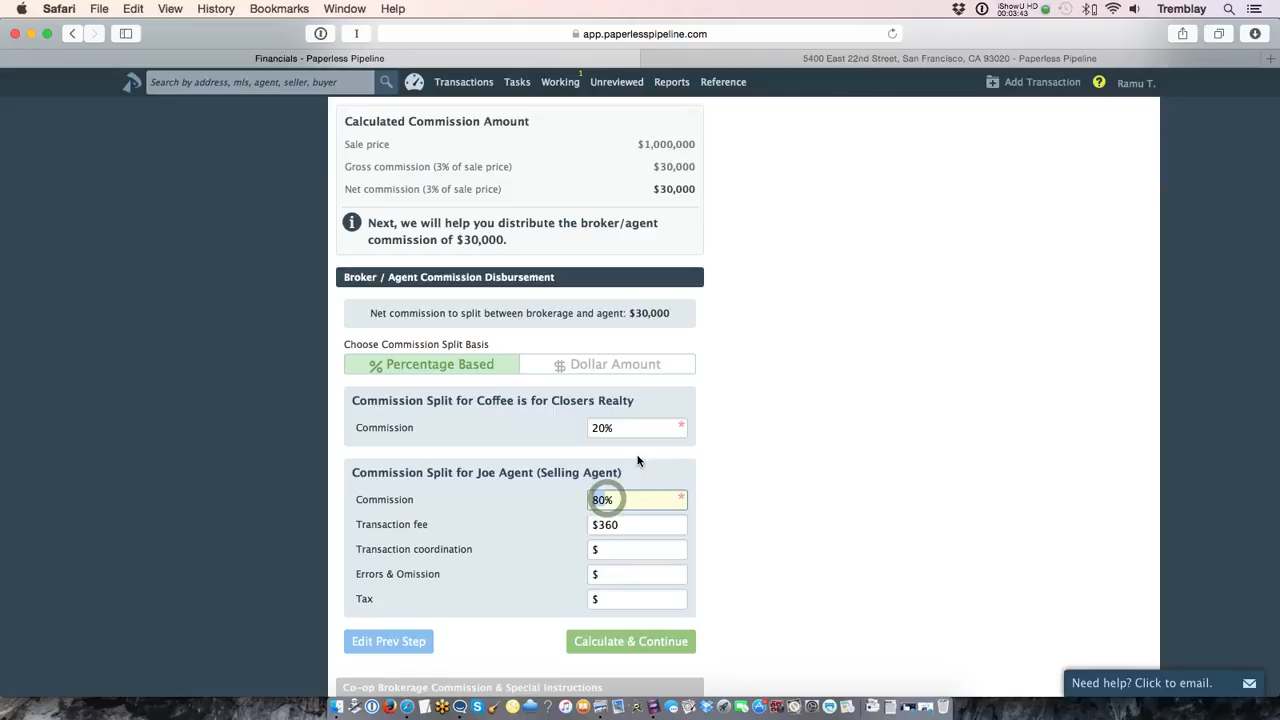 Safari File Edit View History Bookmarks Window Help
iShowU HD
00:03:43
Tremblay
app.paperlesspipeline.com
Financials - Paperless Pipeline
5400 East 22nd Street, San Francisco, CA 93020 - Paperless Pipeline
Search by address, mls, agent, seller, buyer
Transactions Tasks Working 1 Unreviewed Reports Reference
Add Transaction ? Ramu T.
Calculated Commission Amount
Sale price $1,000,000
Gross commission (3% of sale price) $30,000
Net commission (3% of sale price) $30,000
Next, we will help you distribute the broker/agent
commission of $30,000.
Broker / Agent Commission Disbursement
Net commission to split between brokerage and agent: $30,000
Choose Commission Split Basis
% Percentage Based $ Dollar Amount
Commission Split for Coffee is for Closers Realty
Commission 20% *
Commission Split for Joe Agent (Selling Agent)
Commission 80% *
Transaction fee $360
Transaction coordination $
Errors & Omission $
Tax $
Edit Prev Step Calculate & Continue
Co-op Brokerage Commission & Special Instructions
Need help? Click to email.